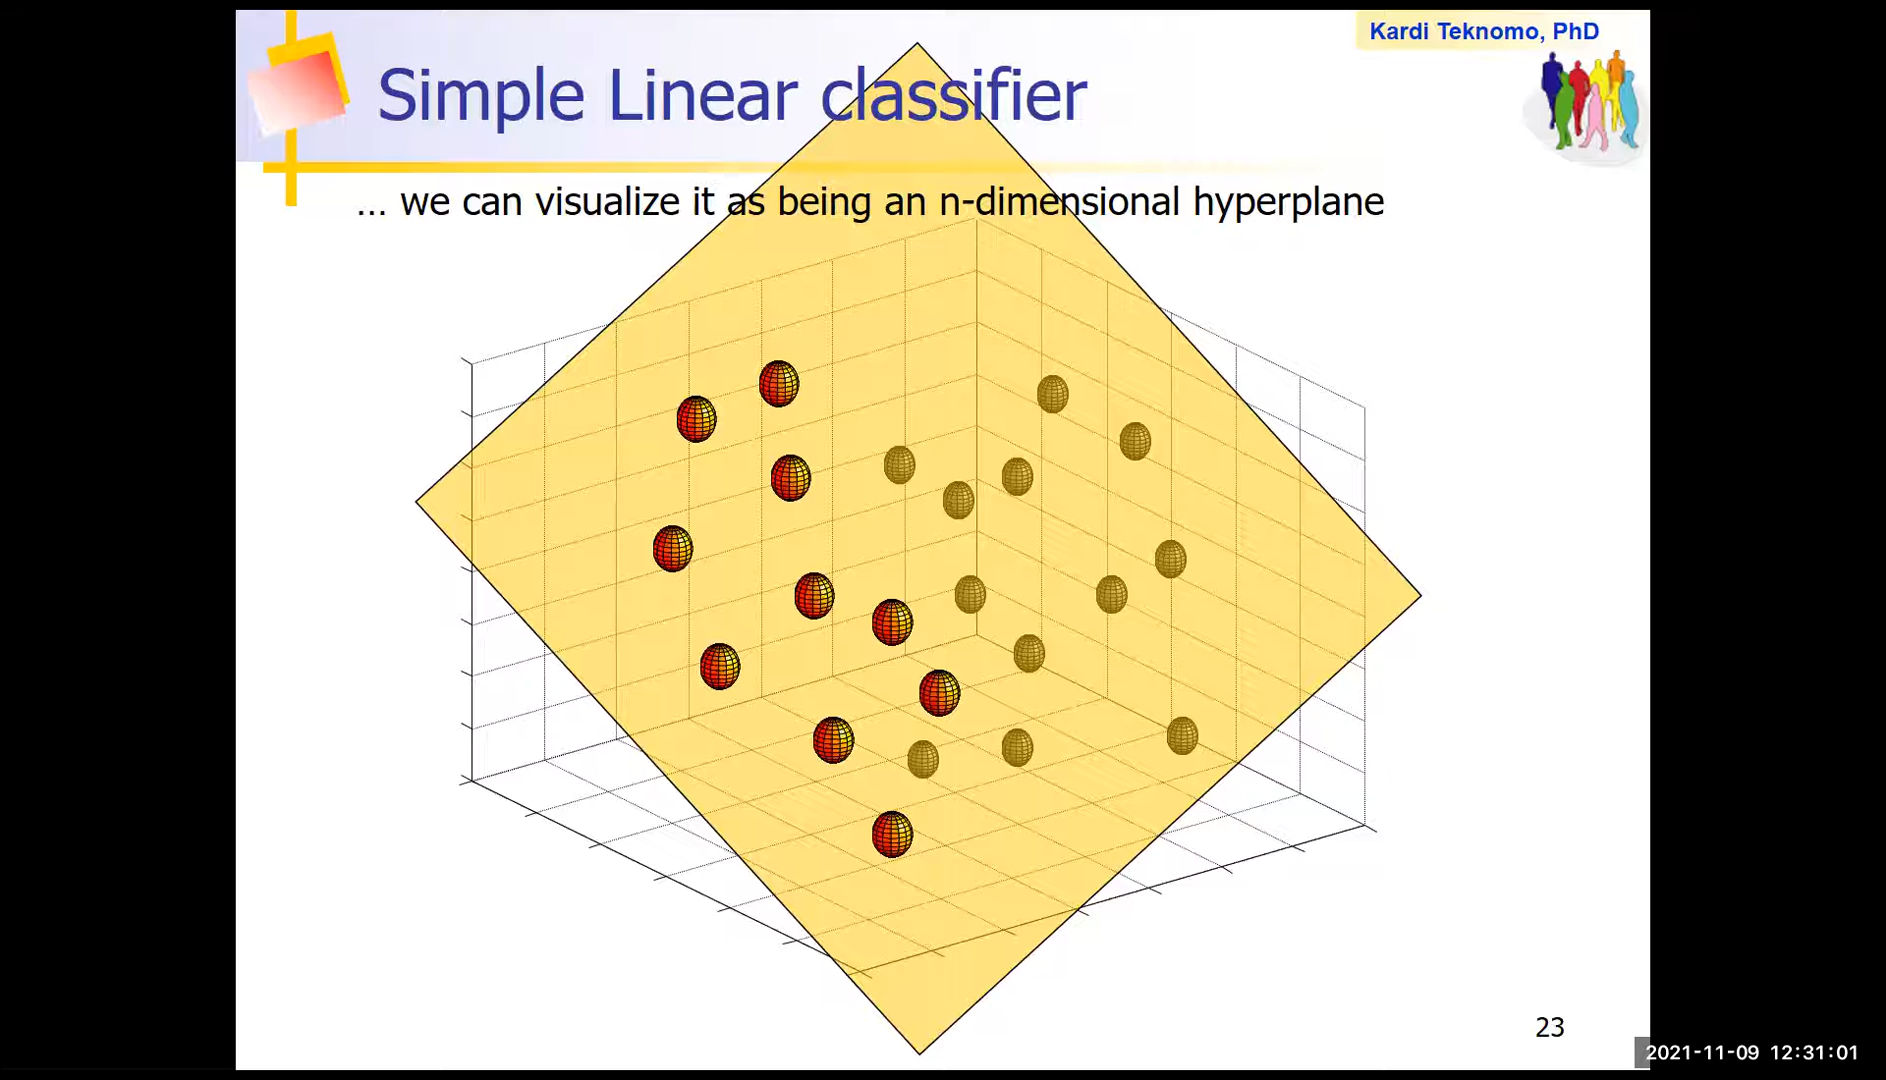 Kardi Teknomo, PhD
Simple Linear classifier
... we can visualize it as being an n-dimensional hyperplane
23
2021-11-09 12:31:01